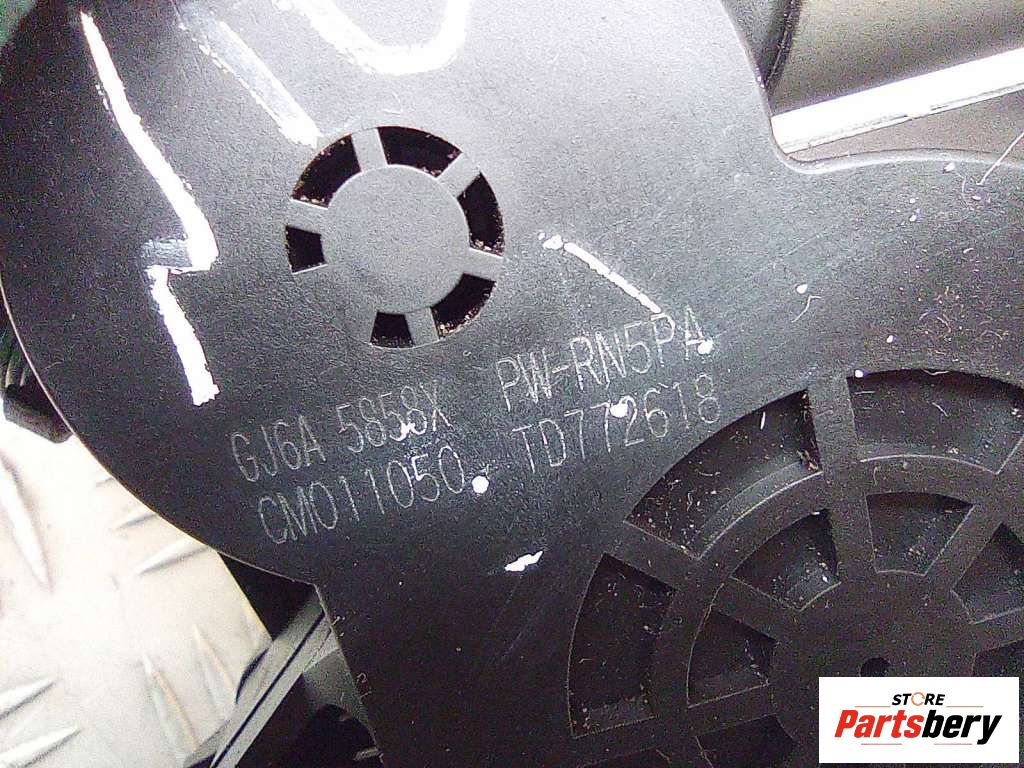 GJ6A 5858X PW-RN5PA
CM011050 TD772618
STORE
Partsbery